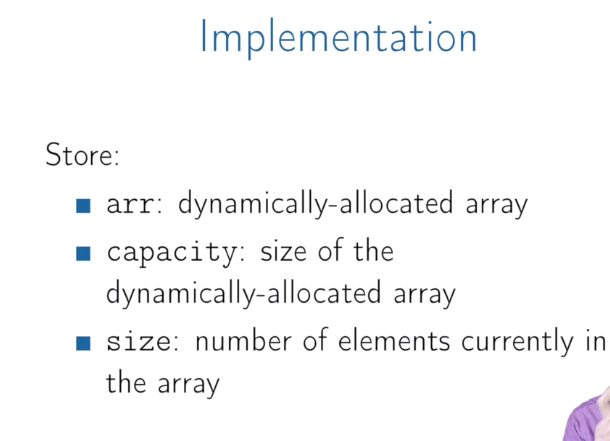 Implementation
Store:
arr: dynamically-allocated array
capacity: size of the
dynamically-allocated array
size: number of elements currently in
the array